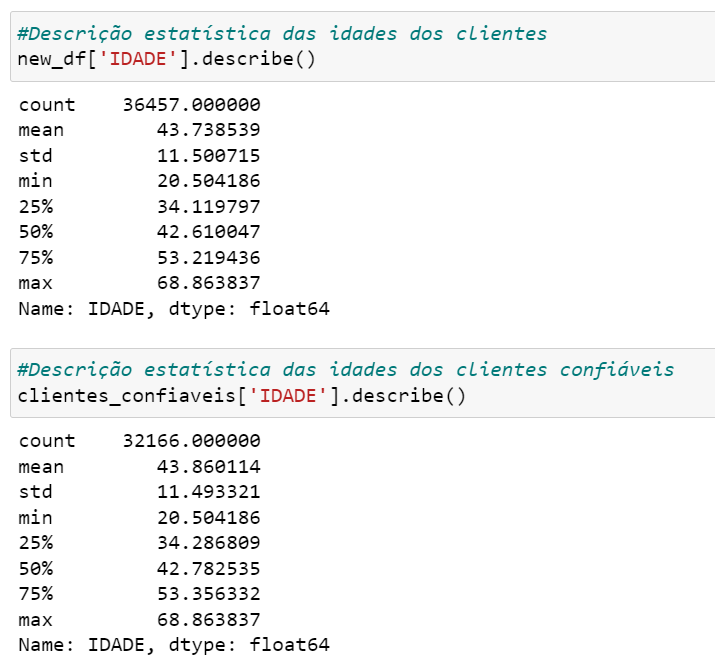 #Descrição estatística das idades dos clientes
new_df['IDADE'].describe()
count    36457.000000
mean        43.738539
std         11.500715
min         20.504186
25%         34.119797
50%         42.610047
75%         53.219436
max         68.863837
Name: IDADE, dtype: float64
#Descrição estatística das idades dos clientes confiáveis
clientes_confiaveis['IDADE'].describe()
count    32166.000000
mean        43.860114
std         11.493321
min         20.504186
25%         34.286809
50%         42.782535
75%         53.356332
max         68.863837
Name: IDADE, dtype: float64